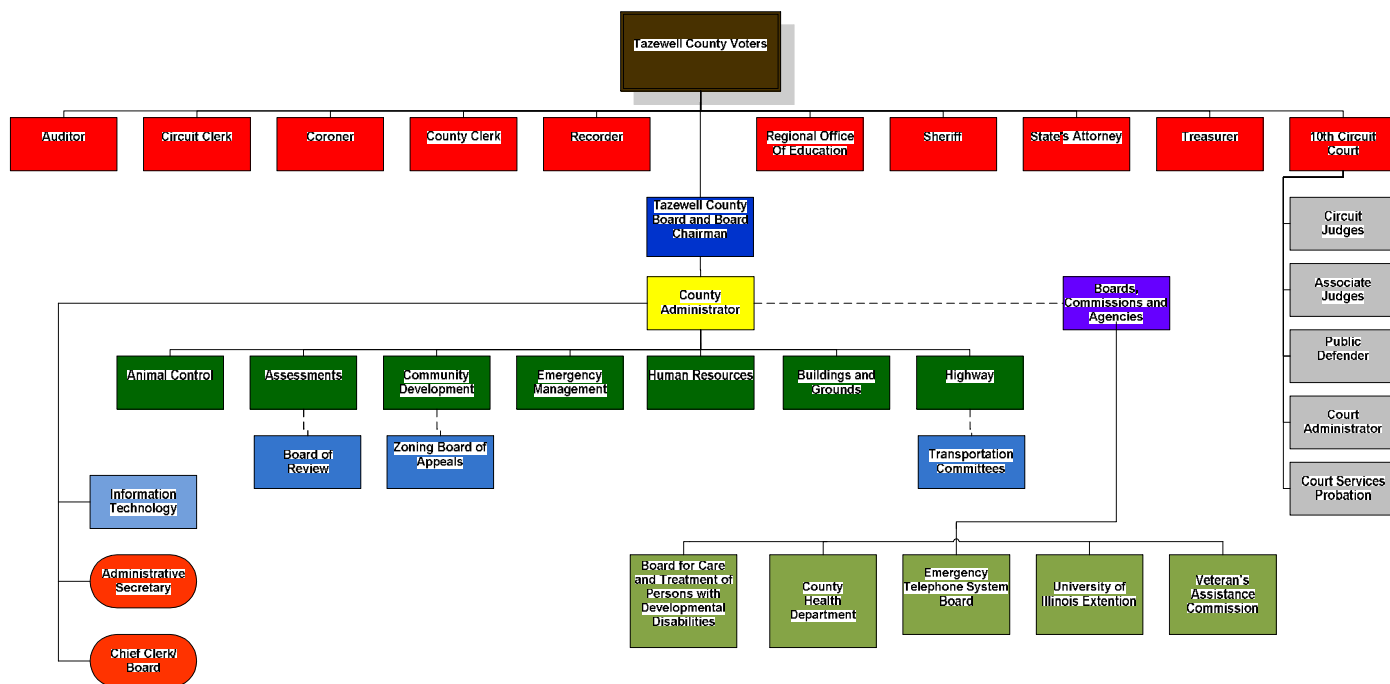 Tazewell County Voters
Auditor
Circuit Clerk
Coroner
County Clerk
Recorder
Regional Office
Of Education
Sheriff
State's Attorney
Treasurer
10th Circuit
Court
Tazewell County
Board and Board
Chairman
Circuit
Judges
Associate
Judges
Public
Defender
Court
Administrator
Court Services
Probation
County
Administrator
Boards,
Commissions and
Agencies
Animal Control
Assessments
Community
Development
Emergency
Management
Human Resources
Buildings and
Grounds
Highway
Board of
Review
Zoning Board of
Appeals
Transportation
Committees
Information
Technology
Administrative
Secretary
Chief Clerk/
Board
Board for Care
and Treatment of
Persons with
Developmental
Disabilities
County
Health
Department
Emergency
Telephone System
Board
University of
Illinois Extention
Veteran's
Assistance
Commission